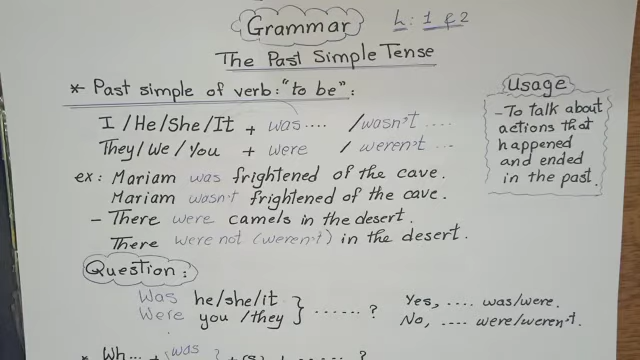 Grammar
L: 1 & 2
The Past Simple Tense
* Past simple of verb: "to be":
I/He/She/It + was .... /wasn't ....
They/We/You + were / weren't ...
ex: Mariam was frightened of the cave.
Mariam wasn't frightened of the cave.
- There were camels in the desert.
There were not (weren't) in the desert.
Usage
- To talk about
actions that
happened
and ended
in the past.
Question:
Was he/she/it
Were you /they
} ......?
Yes, .... was/were.
No, .... were/weren't.
* Wh... + was